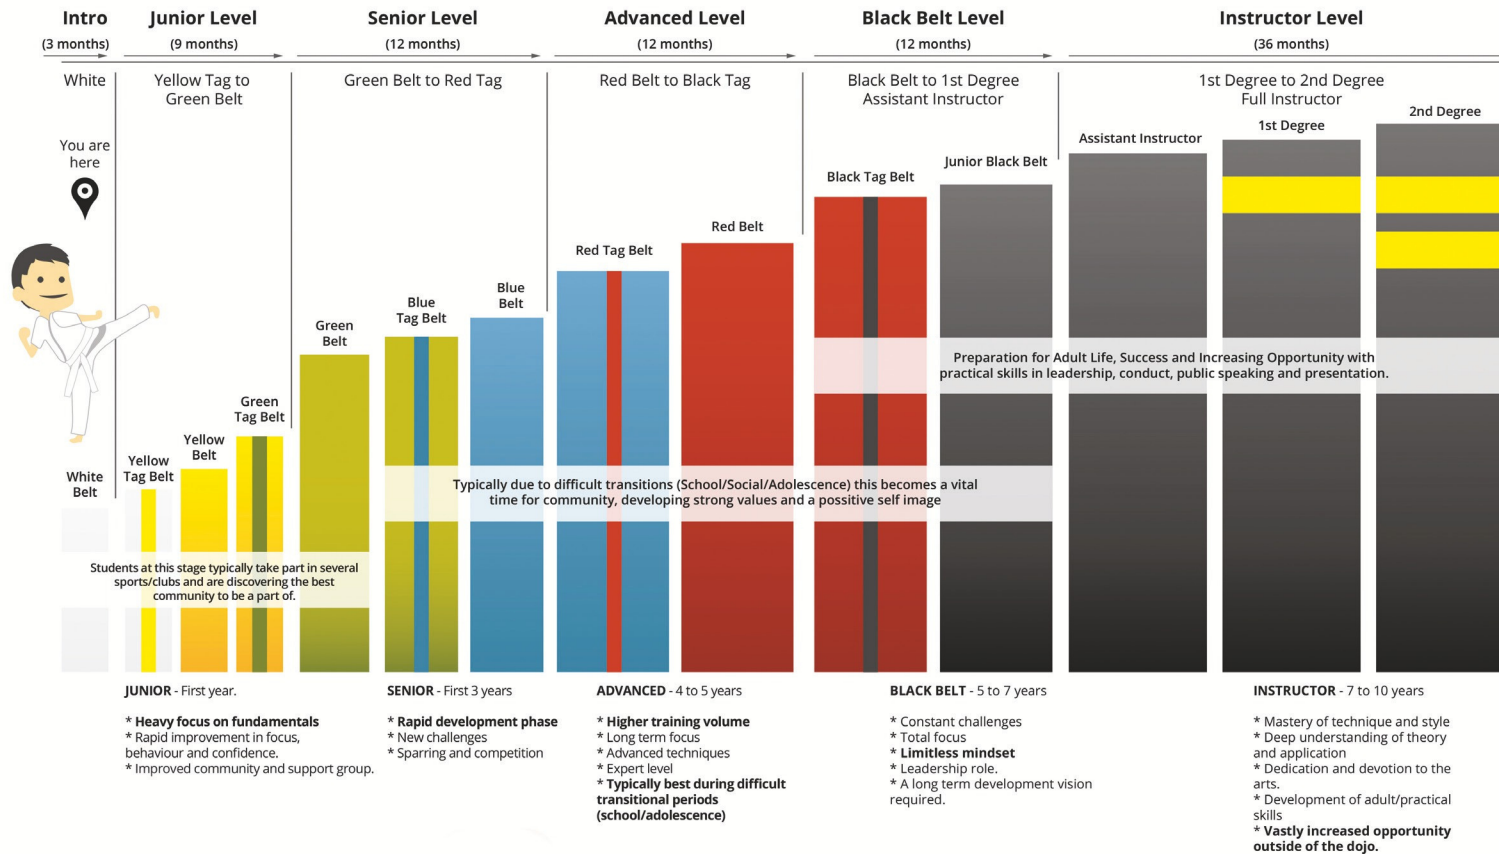 Intro
(3 months)
White
Junior Level
(9 months)
Yellow Tag to
Green Belt
Senior Level
(12 months)
Green Belt to Red Tag
Advanced Level
(12 months)
Red Belt to Black Tag
Black Belt Level
(12 months)
Black Belt to 1st Degree
Assistant Instructor
Instructor Level
(36 months)
1st Degree to 2nd Degree
Full Instructor
You are
here
White
Belt
Yellow
Tag Belt
Yellow
Belt
Green
Tag Belt
Green
Belt
Blue
Tag Belt
Blue
Belt
Red Tag Belt
Red Belt
Black Tag Belt
Junior Black Belt
Assistant Instructor
1st Degree
2nd Degree
Preparation for Adult Life, Success and Increasing Opportunity with
practical skills in leadership, conduct, public speaking and presentation.
Typically due to difficult transitions (School/Social/Adolescence) this becomes a vital
time for community, developing strong values and a possitive self image
Students at this stage typically take part in several
sports/clubs and are discovering the best
community to be a part of.
JUNIOR - First year.
* Heavy focus on fundamentals
* Rapid improvement in focus,
behaviour and confidence.
* Improved community and support group.
SENIOR - First 3 years
* Rapid development phase
* New challenges
* Sparring and competition
ADVANCED - 4 to 5 years
* Higher training volume
* Long term focus
* Advanced techniques
* Expert level
* Typically best during difficult
transitional periods
(school/adolescence)
BLACK BELT - 5 to 7 years
* Constant challenges
* Total focus
* Limitless mindset
* Leadership role.
* A long term development vision
required.
INSTRUCTOR - 7 to 10 years
* Mastery of technique and style
* Deep understanding of theory
and application
* Dedication and devotion to the
arts.
* Development of adult/practical
skills
* Vastly increased opportunity
outside of the dojo.